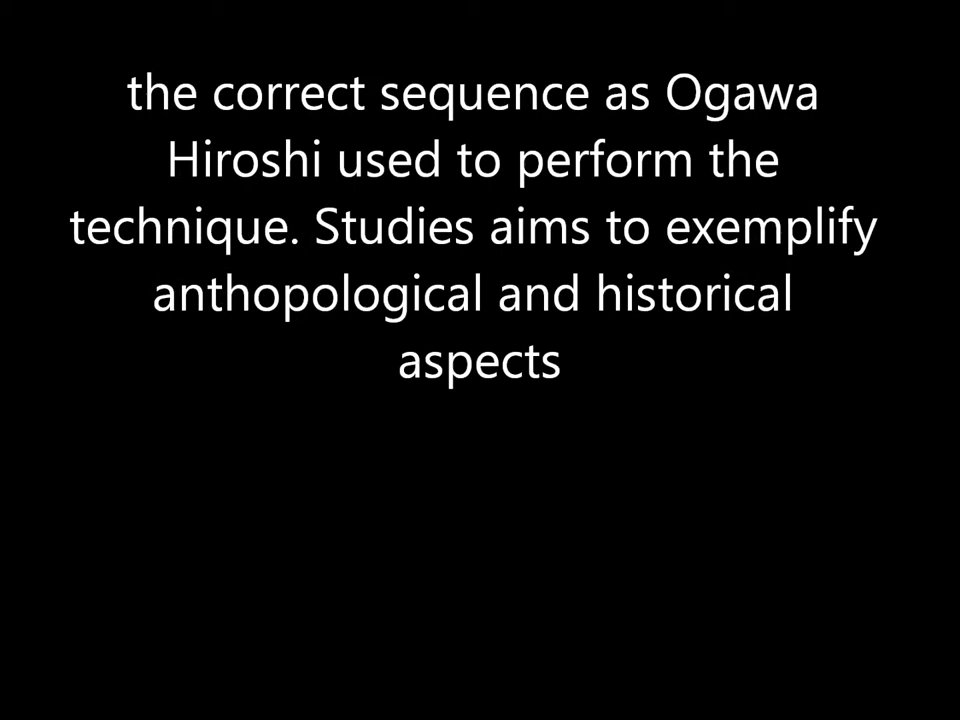 the correct sequence as Ogawa
Hiroshi used to perform the
technique. Studies aims to exemplify
anthopological and historical
aspects